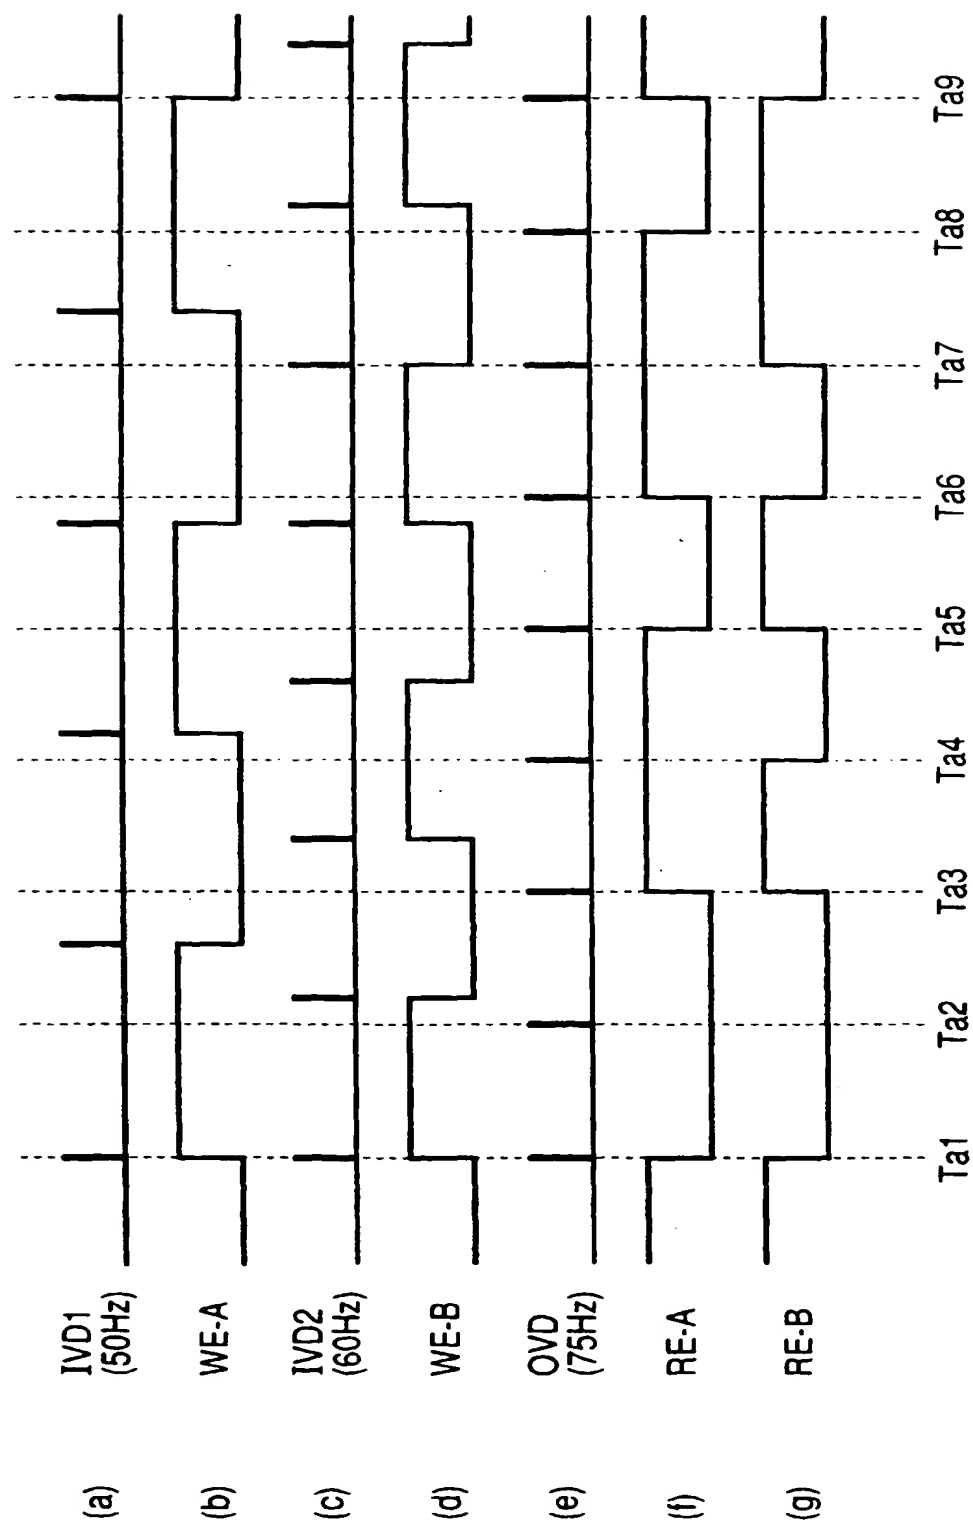 (a) IVD1
(50Hz)
(b) WE-A
(c) IVD2
(60Hz)
(d) WE-B
(e) OVD
(75Hz)
(f) RE-A
(g) RE-B
Ta1 Ta2 Ta3 Ta4 Ta5 Ta6 Ta7 Ta8 Ta9